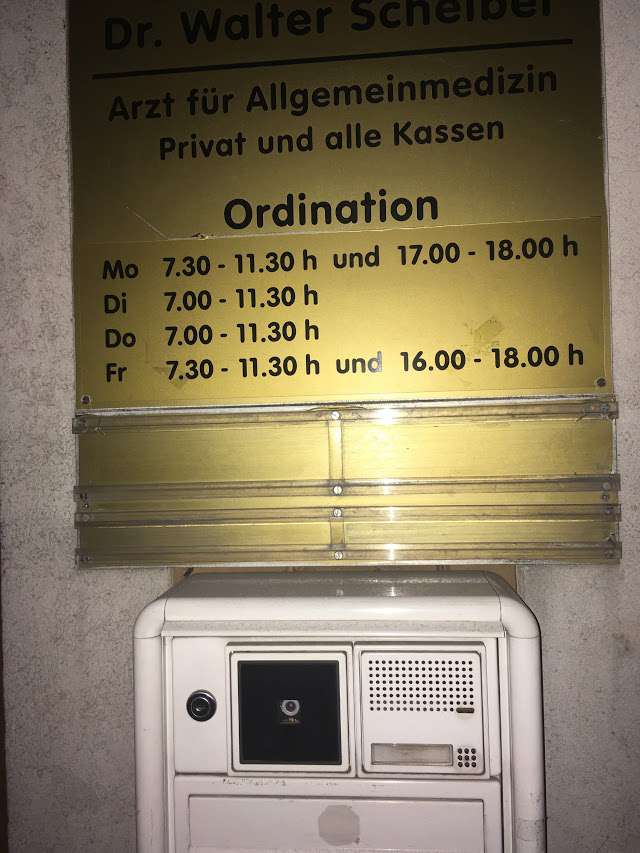 Dr. Walter Scheiber
Arzt für Allgemeinmedizin
Privat und alle Kassen
Ordination
Mo 7.30 - 11.30 h und 17.00 - 18.00 h
Di 7.00 - 11.30 h
Do 7.00 - 11.30 h
Fr 7.30 - 11.30 h und 16.00 - 18.00 h